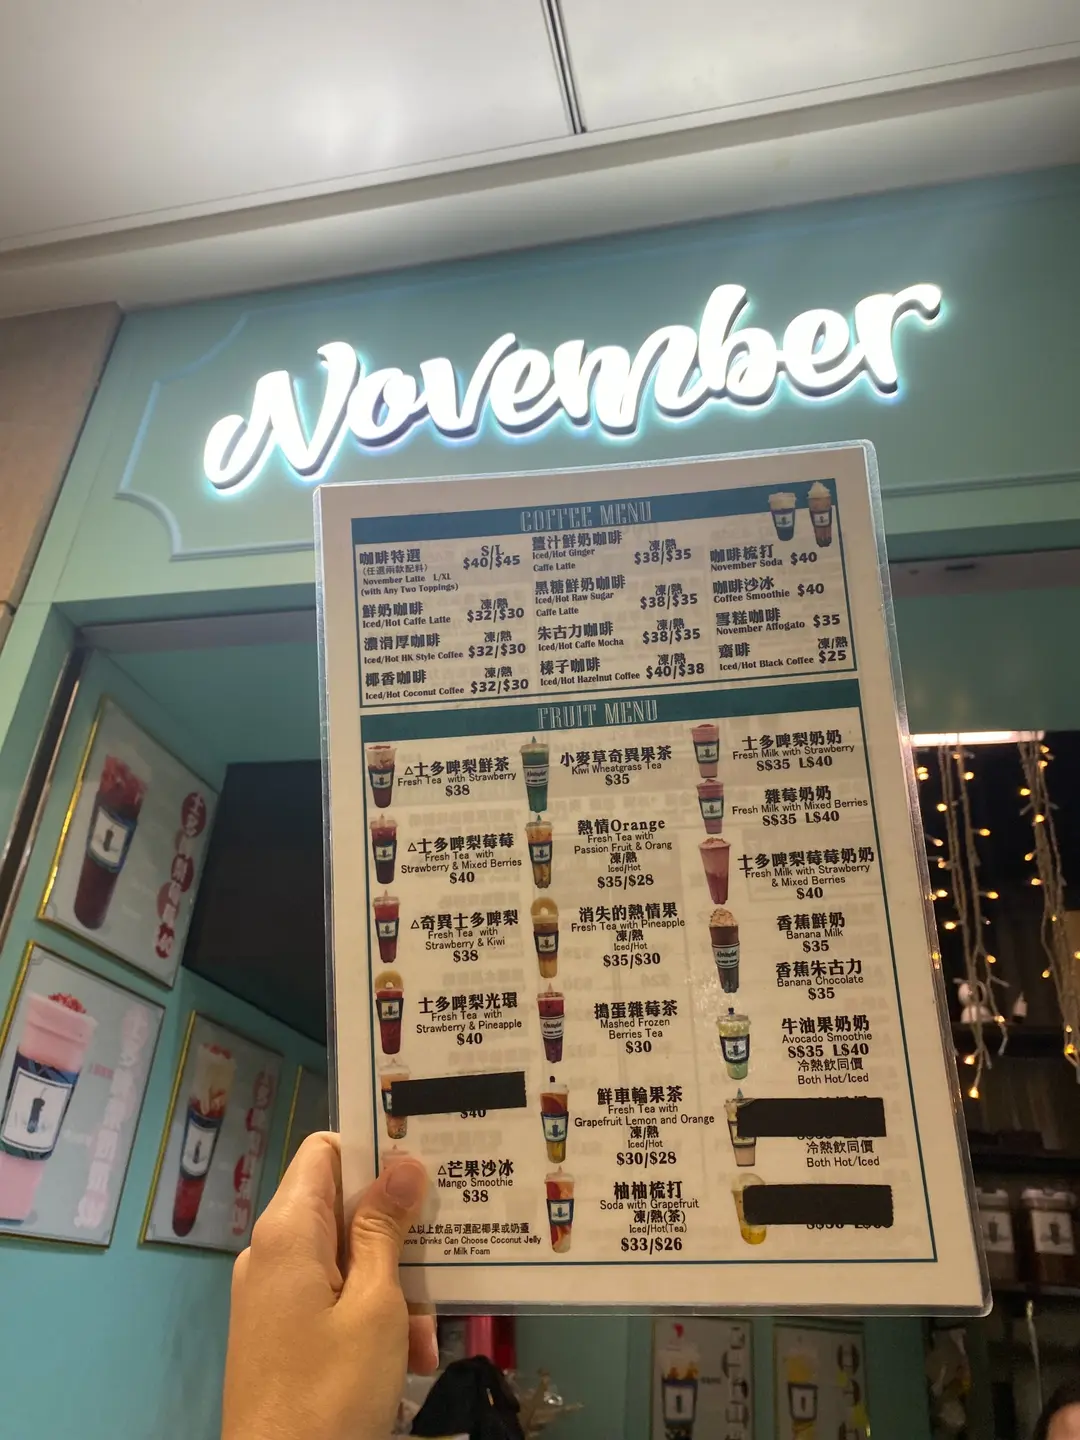 November
COFFEE MENU
咖啡特選 S/L
(任選兩款配料) $40/$45
November Latte L/XL
(with Any Two Toppings)
鮮奶咖啡 凍/熱
Iced/Hot Caffe Latte $32/$30
濃滑厚咖啡 凍/熱
Iced/Hot HK Style Coffee $32/$30
椰香咖啡 凍/熱
Iced/Hot Coconut Coffee $32/$30
薑汁鮮奶咖啡 凍/熱
Iced/Hot Ginger $38/$35
Caffe Latte
黑糖鮮奶咖啡 凍/熱
Iced/Hot Raw Sugar $38/$35
Caffe Latte
朱古力咖啡 凍/熱
Iced/Hot Caffe Mocha $38/$35
榛子咖啡 凍/熱
Iced/Hot Hazelnut Coffee $40/$38
咖啡梳打 $40
November Soda
咖啡沙冰 $40
Coffee Smoothie
雪糕咖啡 $35
November Affogato
齋啡 凍/熱
Iced/Hot Black Coffee $25
FRUIT MENU
△士多啤梨鮮茶
Fresh Tea with Strawberry
$38
△士多啤梨莓莓
Fresh Tea with
Strawberry & Mixed Berries
$40
△奇異士多啤梨
Fresh Tea with
Strawberry & Kiwi
$38
士多啤梨光環
Fresh Tea with
Strawberry & Pineapple
$40
$40
△芒果沙冰
Mango Smoothie
$38
△以上飲品可選配椰果或奶蓋
Drinks Can Choose Coconut Jelly
or Milk Foam
小麥草奇異果茶
Kiwi Wheatgrass Tea
$35
熱情Orange
Fresh Tea with
Passion Fruit & Orang
凍/熱
Iced/Hot
$35/$28
消失的熱情果
Fresh Tea with Pineapple
凍/熱
Iced/Hot
$35/$30
搗蛋雜莓茶
Mashed Frozen
Berries Tea
$30
鮮車輪果茶
Fresh Tea with
Grapefruit Lemon and Orange
凍/熱
Iced/Hot
$30/$28
柚柚梳打
Soda with Grapefruit
凍/熱(茶)
Iced/Hot(Tea)
$33/$26
士多啤梨奶奶
Fresh Milk with Strawberry
S$35 L$40
雜莓奶奶
Fresh Milk with Mixed Berries
S$35 L$40
士多啤梨莓莓奶奶
Fresh Milk with Strawberry
& Mixed Berries
$40
香蕉鮮奶
Banana Milk
$35
香蕉朱古力
Banana Chocolate
$35
牛油果奶奶
Avocado Smoothie
S$35 L$40
冷熱飲同價
Both Hot/Iced
冷熱飲同價
Both Hot/Iced